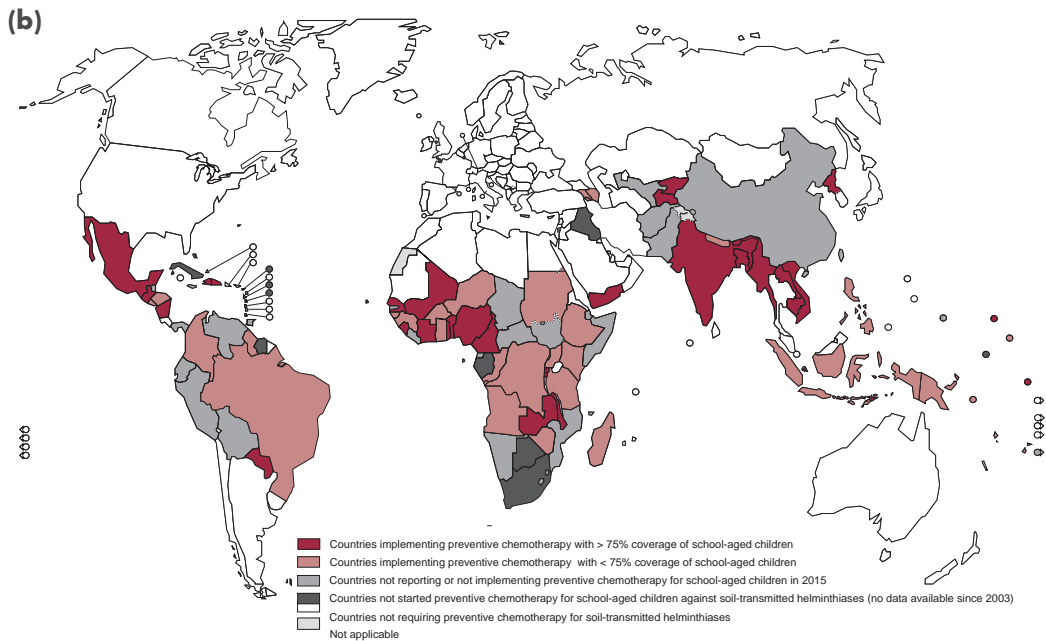 (b)
Countries implementing preventive chemotherapy with > 75% coverage of school-aged children
Countries implementing preventive chemotherapy with < 75% coverage of school-aged children
Countries not reporting or not implementing preventive chemotherapy for school-aged children in 2015
Countries not started preventive chemotherapy for school-aged children against soil-transmitted helminthiases (no data available since 2003)
Countries not requiring preventive chemotherapy for soil-transmitted helminthiases
Not applicable